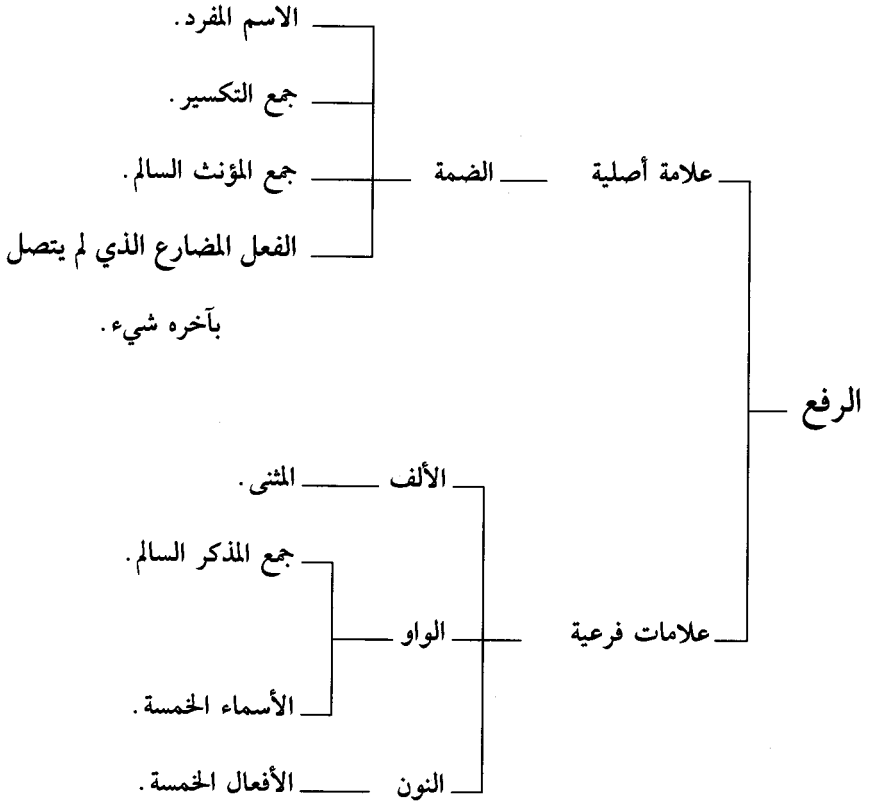 الرفع
علامة أصلية
الضمة
الاسم المفرد.
جمع التكسير.
جمع المؤنث السالم.
الفعل المضارع الذي لم يتصل
بآخره شيء.
علامات فرعية
الألف
المثنى.
الواو
جمع المذكر السالم.
الأسماء الخمسة.
النون
الأفعال الخمسة.